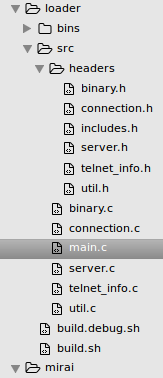 loader
bins
src
headers
binary.h
connection.h
includes.h
server.h
telnet_info.h
util.h
binary.c
connection.c
main.c
server.c
telnet_info.c
util.c
build.debug.sh
build.sh
mirai